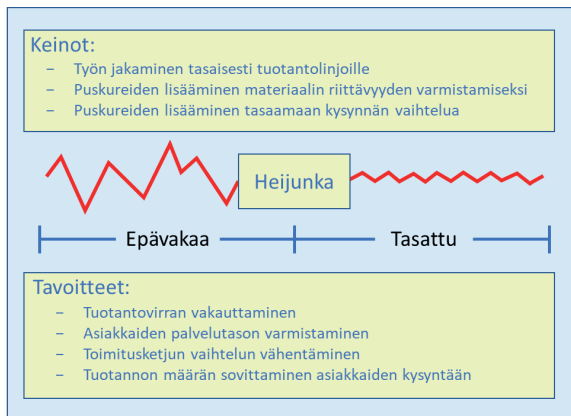 Keinot:
– Työn jakaminen tasaisesti tuotantolinjoille
– Puskureiden lisääminen materiaalin riittävyyden varmistamiseksi
– Puskureiden lisääminen tasaamaan kysynnän vaihtelua
Heijunka
Epävakaa
Tasattu
Tavoitteet:
– Tuotantovirran vakauttaminen
– Asiakkaiden palvelutason varmistaminen
– Toimitusketjun vaihtelun vähentäminen
– Tuotannon määrän sovittaminen asiakkaiden kysyntään